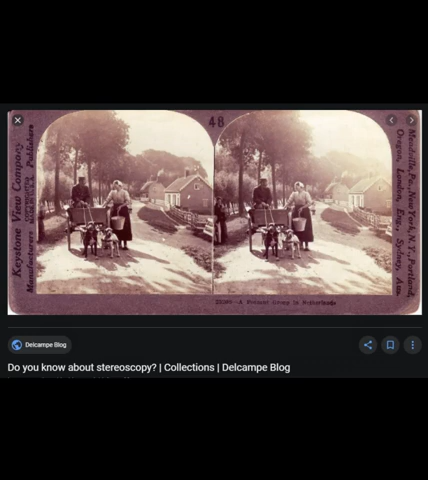 48
Keystone View Company
Manufacturers
Publishers
Meadville, Pa., New York, N.Y., Portland,
Oregon, London, Eng., Sydney, Aus.
—A Peasant Group in Netherlands
Delcampe Blog
Do you know about stereoscopy? | Collections | Delcampe Blog